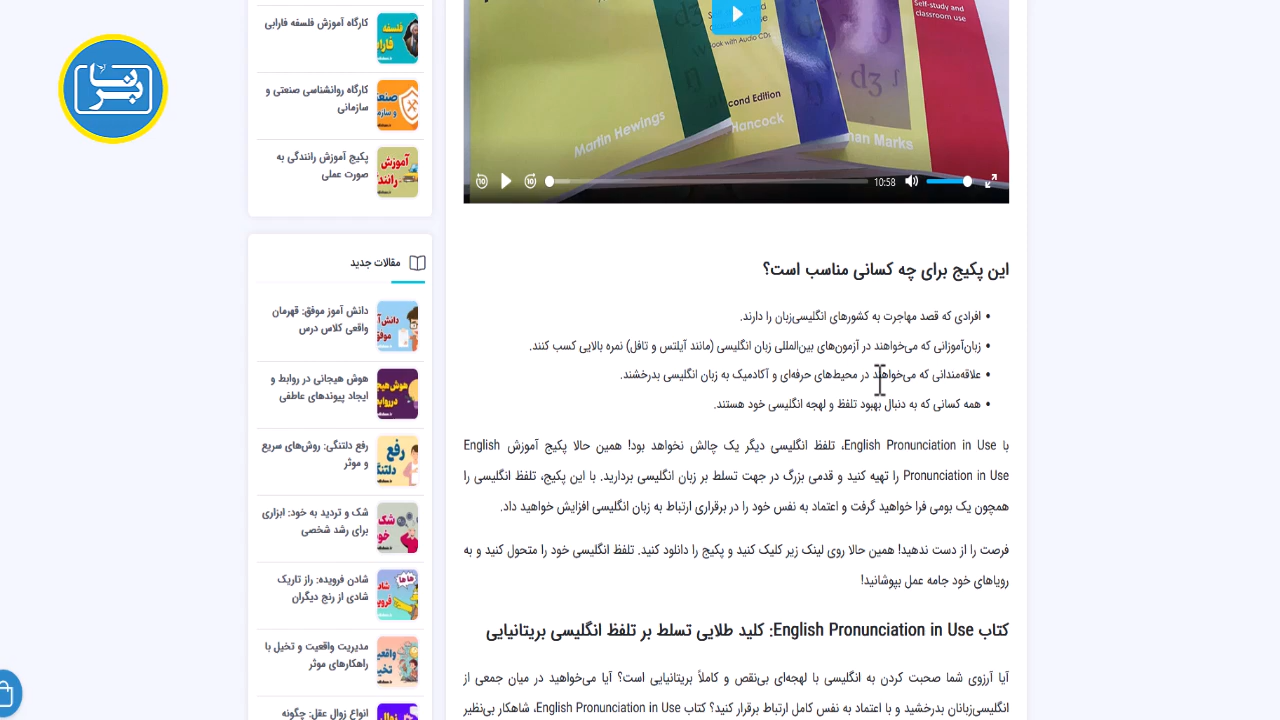 برنا
Self-study and
classroom use
Book with Audio CDs
dʒ ʃ
Second Edition
Martin Hewings
Hancock
Marks
10
10
10:58
این پکیج برای چه کسانی مناسب است؟
• افرادی که قصد مهاجرت به کشورهای انگلیسی‌زبان را دارند.
• زبان‌آموزانی که می‌خواهند در آزمون‌های بین‌المللی زبان انگلیسی (مانند آیلتس و تافل) نمره بالایی کسب کنند.
• علاقه‌مندانی که می‌خواهند در محیط‌های حرفه‌ای و آکادمیک به زبان انگلیسی بدرخشند.
• همه کسانی که به دنبال بهبود تلفظ و لهجه انگلیسی خود هستند.
با English Pronunciation in Use، تلفظ انگلیسی دیگر یک چالش نخواهد بود! همین حالا پکیج آموزش English
Pronunciation in Use را تهیه کنید و قدمی بزرگ در جهت تسلط بر زبان انگلیسی بردارید. با این پکیج، تلفظ انگلیسی را
همچون یک بومی فرا خواهید گرفت و اعتماد به نفس خود را در برقراری ارتباط به زبان انگلیسی افزایش خواهید داد.
فرصت را از دست ندهید! همین حالا روی لینک زیر کلیک کنید و پکیج را دانلود کنید. تلفظ انگلیسی خود را متحول کنید و به
رویاهای خود جامه عمل بپوشانید!
کتاب English Pronunciation in Use: کلید طلایی تسلط بر تلفظ انگلیسی بریتانیایی
آیا آرزوی شما صحبت کردن به انگلیسی با لهجه‌ای بی‌نقص و کاملاً بریتانیایی است؟ آیا می‌خواهید در میان جمعی از
انگلیسی‌زبانان بدرخشید و با اعتماد به نفس کامل ارتباط برقرار کنید؟ کتاب English Pronunciation in Use، شاهکار بی‌نظیر
کارگاه آموزش فلسفه فارابی
فلسفه
کارگاه روانشناسی صنعتی و
سازمانی
پکیج آموزش رانندگی به
صورت عملی
آموزش
مقالات جدید
دانش آموز موفق: قهرمان
واقعی کلاس درس
هوش هیجانی در روابط و
ایجاد پیوندهای عاطفی
رفع دلتنگی: روش‌های سریع
و موثر
رفع
شک و تردید به خود: ابزاری
برای رشد شخصی
شادن فرویده: راز تاریک
شادی از رنج دیگران
مدیریت واقعیت و تخیل با
راهکارهای موثر
انواع زوال عقل: چگونه